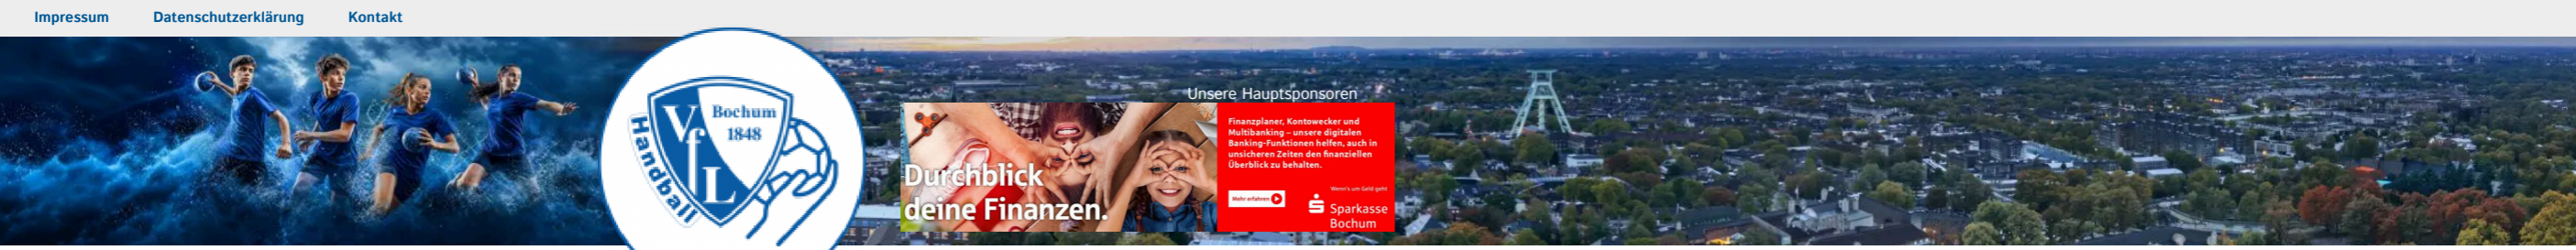 Impressum Datenschutzerklärung Kontakt
Bochum
1848
VfL
Handball
Unsere Hauptsponsoren
Durchblick
deine Finanzen.
Finanzplaner, Kontowecker und
Multibanking – unsere digitalen
Banking-Funktionen helfen, auch in
unsicheren Zeiten den finanziellen
Überblick zu behalten.
Wenn's um Geld geht
Mehr erfahren
Sparkasse
Bochum